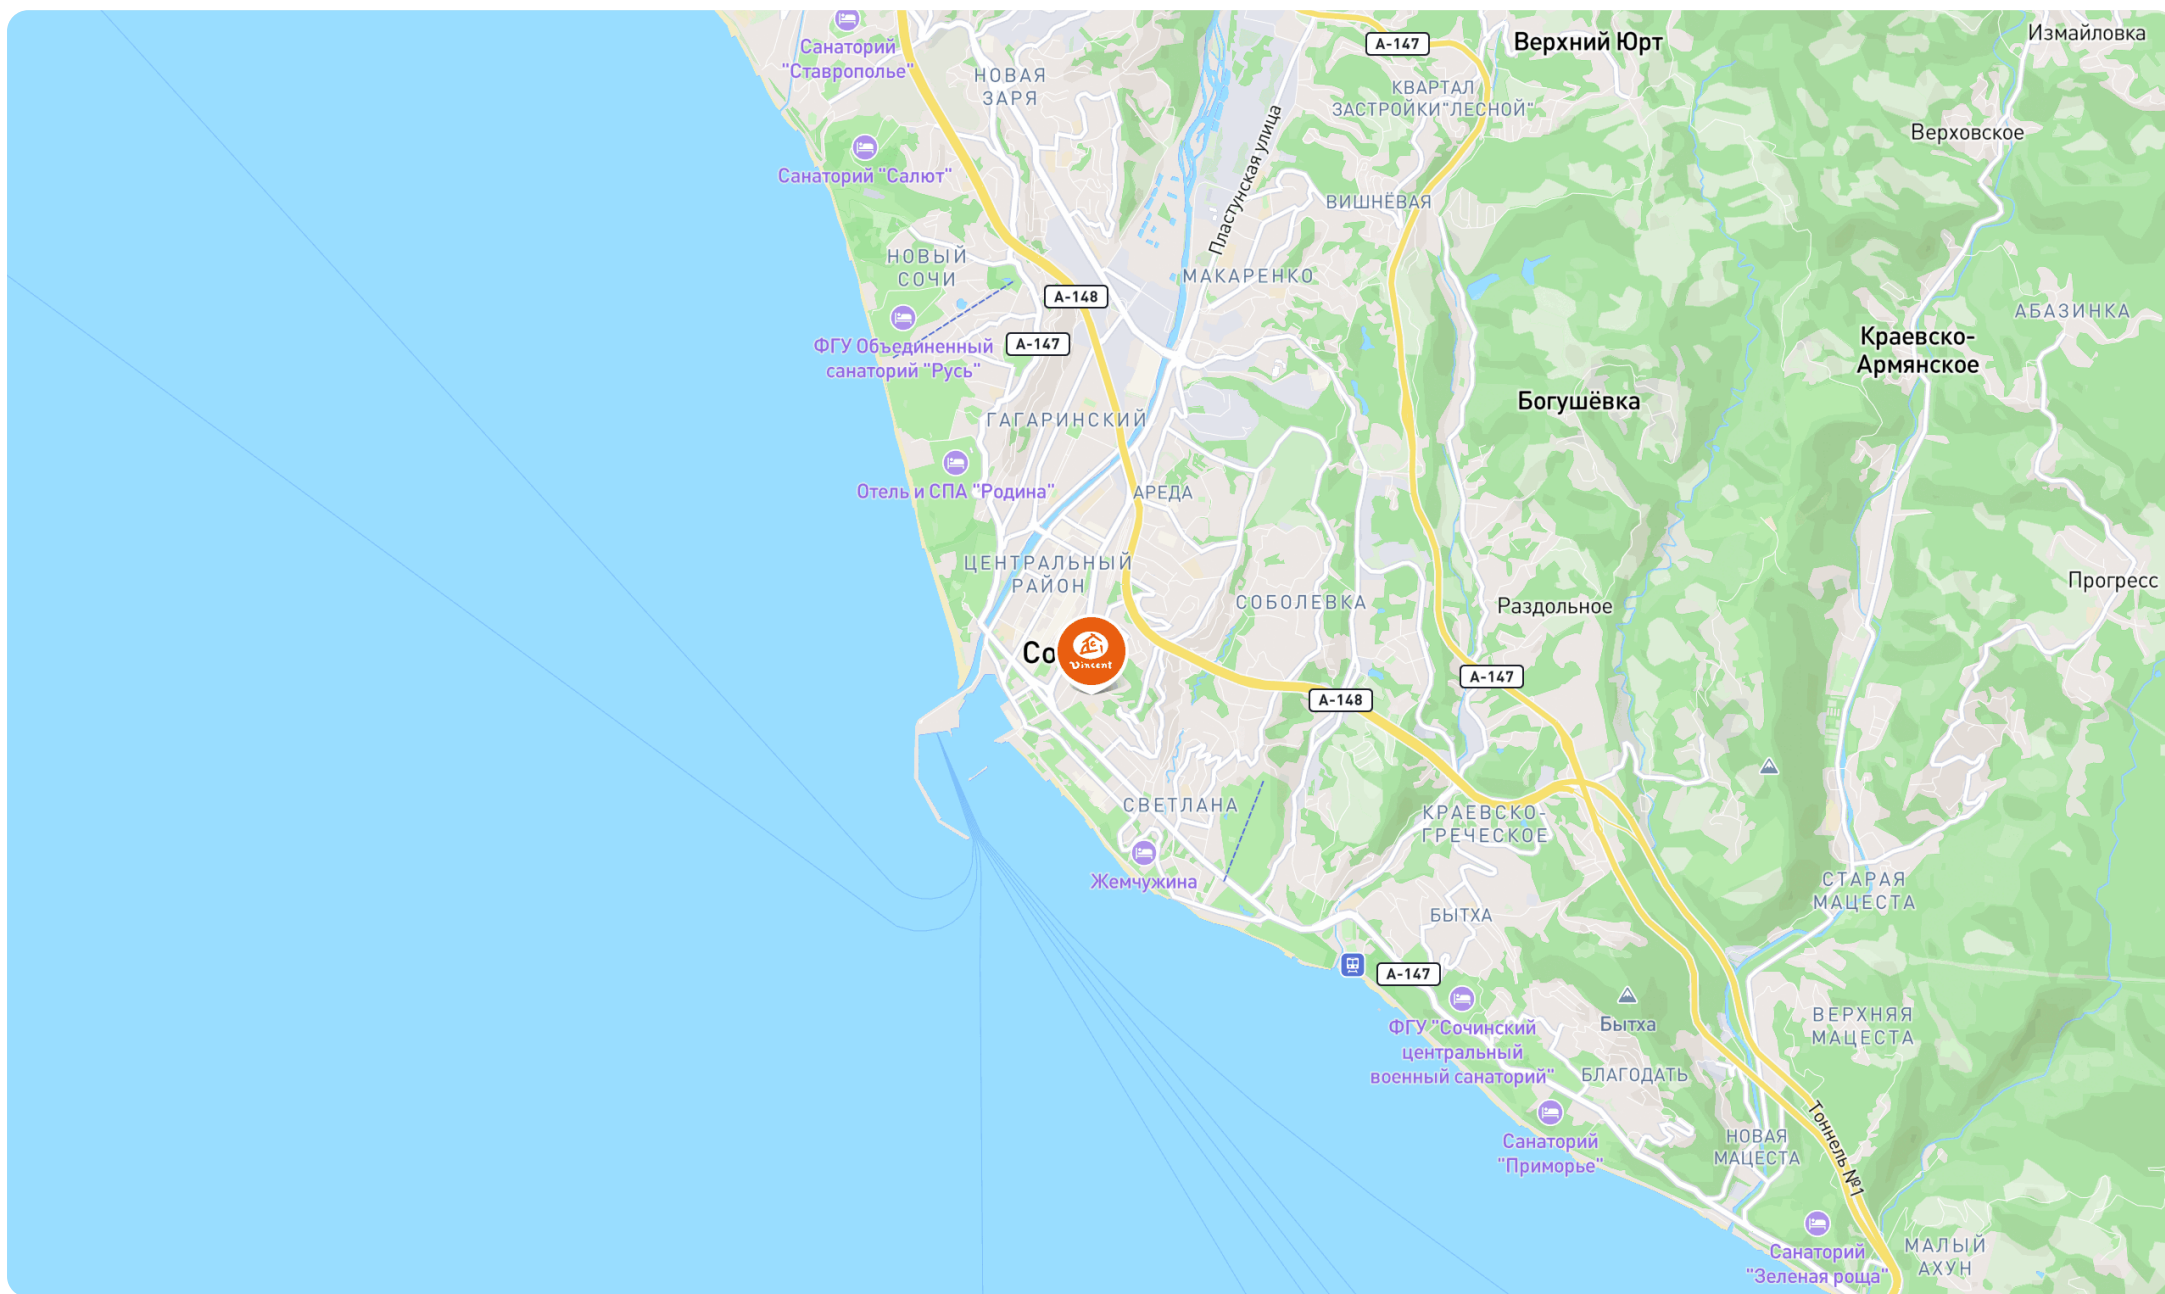 Санаторий
"Ставрополье"
НОВАЯ
ЗАРЯ
А-147
Верхний Юрт
Измайловка
КВАРТАЛ
ЗАСТРОЙКИ"ЛЕСНОЙ"
Верховское
Санаторий "Салют"
Пластунская улица
ВИШНЁВАЯ
НОВЫЙ
СОЧИ
МАКАРЕНКО
А-148
АБАЗИНКА
А-147
ФГУ Объединенный
санаторий "Русь"
Краевско-
Армянское
Богушёвка
ГАГАРИНСКИЙ
Отель и СПА "Родина"
АРЕДА
ЦЕНТРАЛЬНЫЙ
РАЙОН
Прогресс
СОБОЛЕВКА
Раздольное
Со
Vincent
А-147
А-148
СВЕТЛАНА
КРАЕВСКО-
ГРЕЧЕСКОЕ
Жемчужина
СТАРАЯ
МАЦЕСТА
БЫТХА
А-147
ФГУ "Сочинский
центральный
военный санаторий"
Бытха
ВЕРХНЯЯ
МАЦЕСТА
БЛАГОДАТЬ
Санаторий
"Приморье"
НОВАЯ
МАЦЕСТА
Тоннель №1
Санаторий
"Зеленая роща"
МАЛЫЙ
АХУН